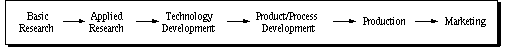 Basic Research
Applied Research
Technology Development
Product/Process Development
Production
Marketing